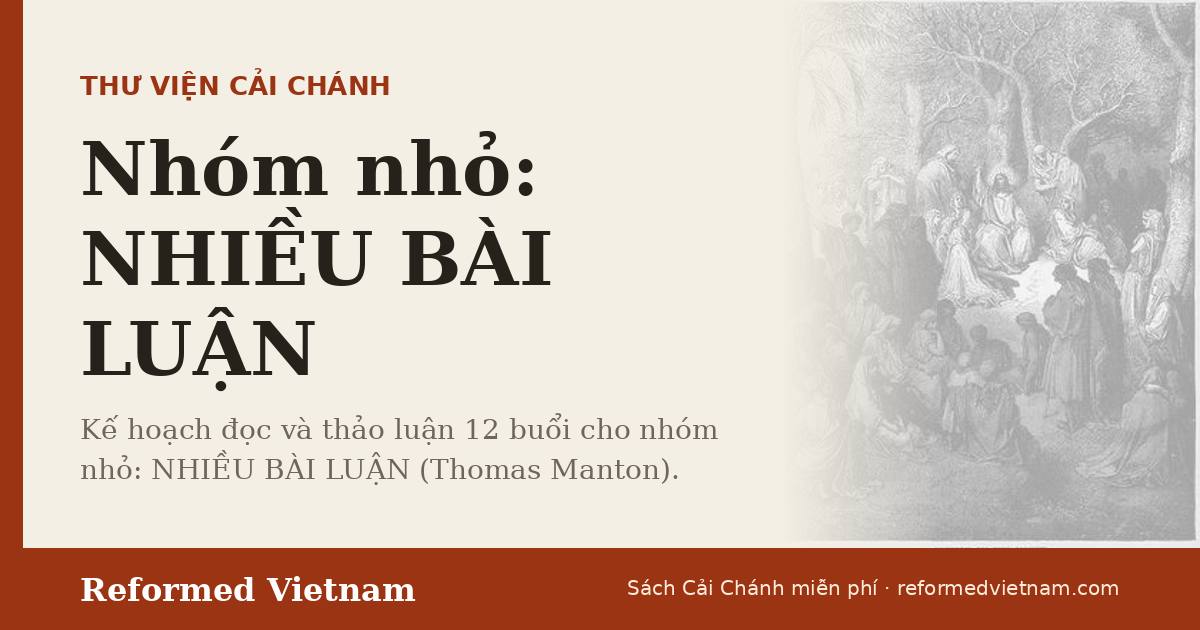 THƯ VIỆN CẢI CHÁNH
Nhóm nhỏ:
NHIỀU BÀI
LUẬN
Kế hoạch đọc và thảo luận 12 buổi cho nhóm
nhỏ: NHIỀU BÀI LUẬN (Thomas Manton).
Reformed Vietnam
Sách Cải Chánh miễn phí · reformedvietnam.com